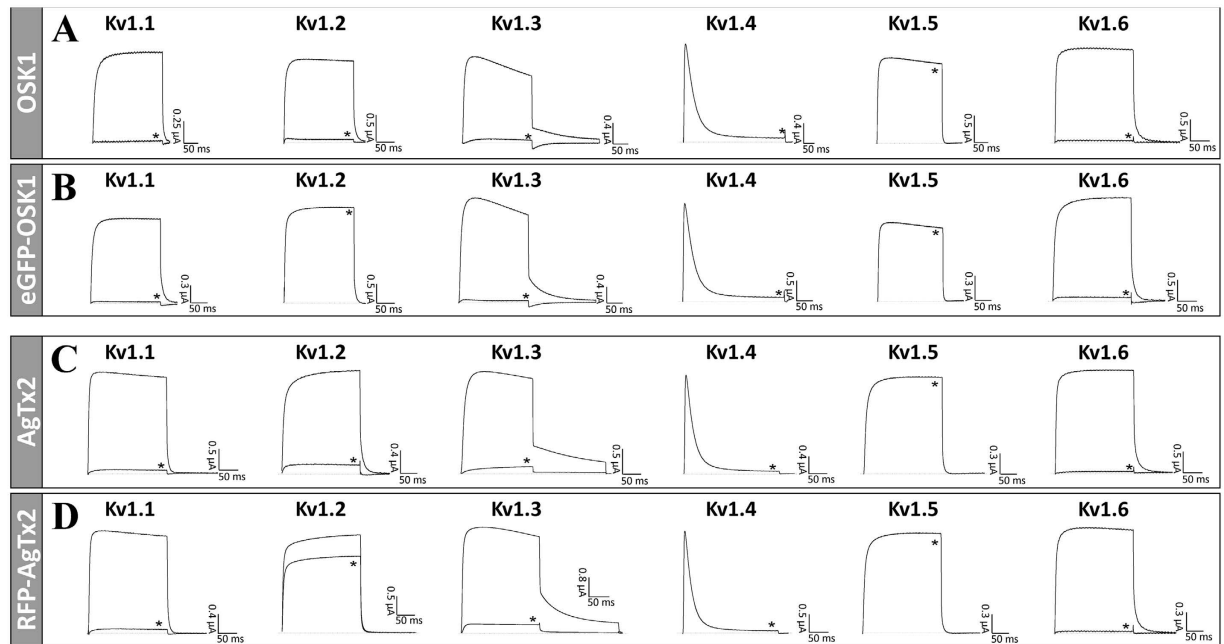 OSK1
A
Kv1.1 Kv1.2 Kv1.3 Kv1.4 Kv1.5 Kv1.6
* * * * * *
0.25 µA 0.5 µA 0.4 µA 0.4 µA 0.5 µA 0.5 µA
50 ms 50 ms 50 ms 50 ms 50 ms 50 ms
eGFP-OSK1
B
Kv1.1 Kv1.2 Kv1.3 Kv1.4 Kv1.5 Kv1.6
* * * * * *
0.3 µA 0.5 µA 0.4 µA 0.5 µA 0.3 µA 0.5 µA
50 ms 50 ms 50 ms 50 ms 50 ms 50 ms
AgTx2
C
Kv1.1 Kv1.2 Kv1.3 Kv1.4 Kv1.5 Kv1.6
* * * * * *
0.5 µA 0.4 µA 0.5 µA 0.4 µA 0.3 µA 0.5 µA
50 ms 50 ms 50 ms 50 ms 50 ms 50 ms
RFP-AgTx2
D
Kv1.1 Kv1.2 Kv1.3 Kv1.4 Kv1.5 Kv1.6
* * * * * *
0.4 µA 0.5 µA 0.8 µA 0.5 µA 0.3 µA 0.3 µA
50 ms 50 ms 50 ms 50 ms 50 ms 50 ms